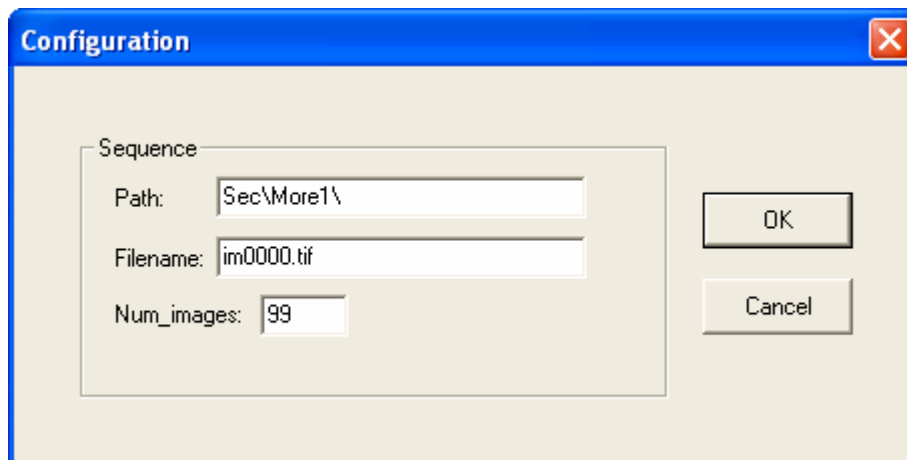 Configuration
Sequence
Path: Sec\More1\
OK
Filename: im0000.tif
Num_images: 99
Cancel